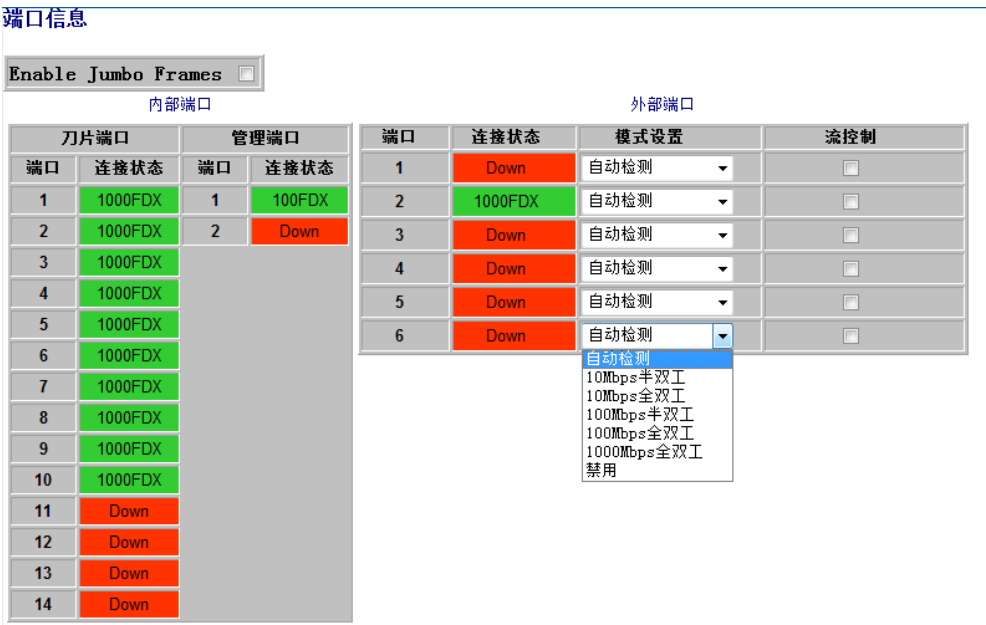 端口信息
Enable Jumbo Frames
内部端口
刀片端口 管理端口
端口 连接状态 端口 连接状态
1 1000FDX 1 100FDX
2 1000FDX 2 Down
3 1000FDX
4 1000FDX
5 1000FDX
6 1000FDX
7 1000FDX
8 1000FDX
9 1000FDX
10 1000FDX
11 Down
12 Down
13 Down
14 Down
外部端口
端口 连接状态 模式设置 流控制
1 Down 自动检测
2 1000FDX 自动检测
3 Down 自动检测
4 Down 自动检测
5 Down 自动检测
6 Down 自动检测
自动检测
10Mbps半双工
10Mbps全双工
100Mbps半双工
100Mbps全双工
1000Mbps全双工
禁用